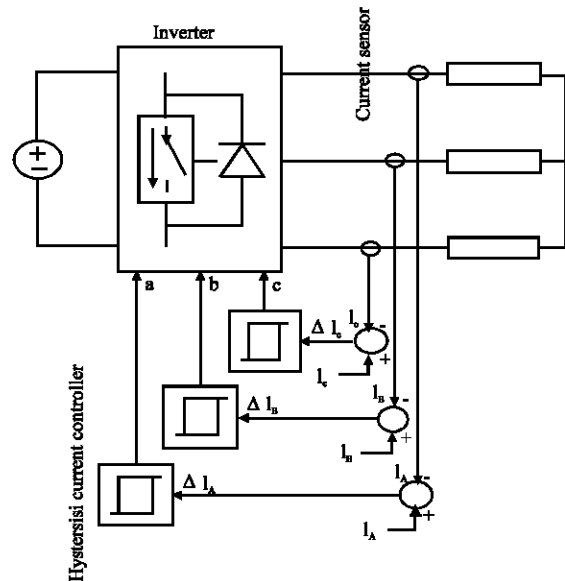 Inverter
Current sensor
a
b
c
Δ I_c
I_c
-
+
I_c
Δ I_B
I_B
-
+
I_B
Δ I_A
I_A
-
+
I_A
Hystersisi current controller
+
−